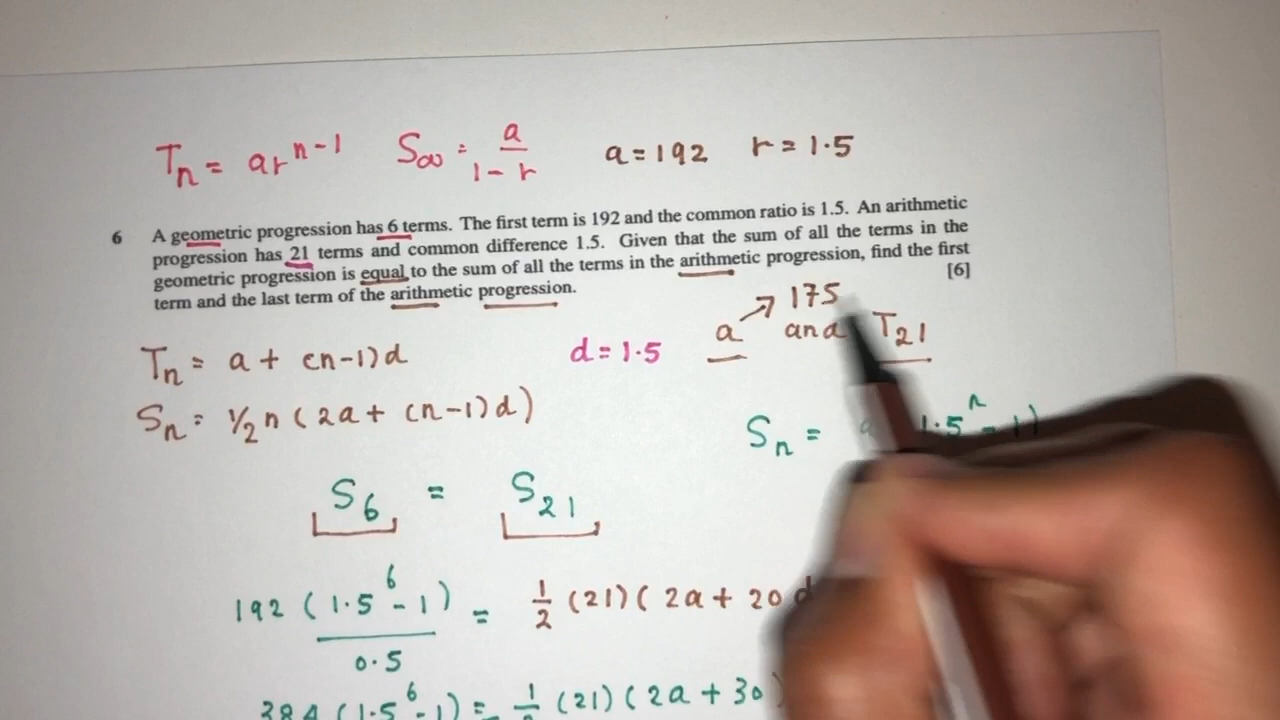 Tn = ar^n-1 S∞ = a/1-r a = 192 r = 1.5
6 A geometric progression has 6 terms. The first term is 192 and the common ratio is 1.5. An arithmetic
progression has 21 terms and common difference 1.5. Given that the sum of all the terms in the
geometric progression is equal to the sum of all the terms in the arithmetic progression, find the first
term and the last term of the arithmetic progression. [6]
175
Tn = a + (n-1)d d = 1.5 a and T21
Sn = 1/2 n (2a + (n-1)d)
Sn = 1.5^n - 1)
S6 = S21
192 (1.5^6 - 1)/0.5 = 1/2 (21) ( 2a + 20d
384 (1.5^6 - 1) = (21) ( 2a + 30